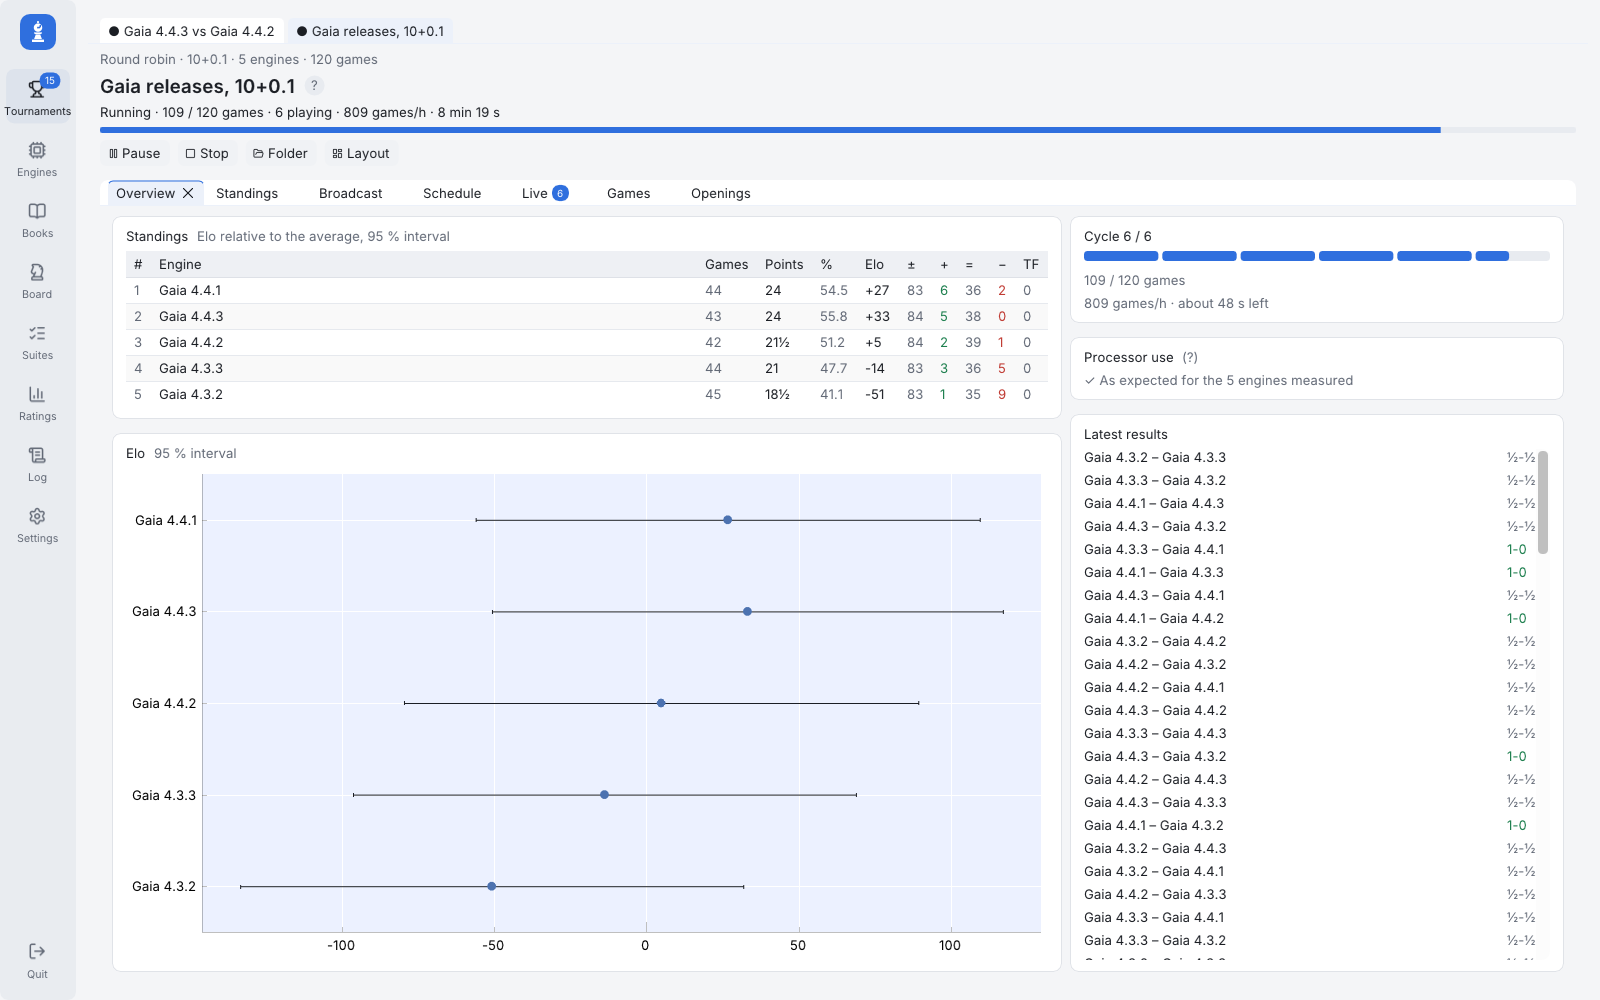 Gaia 4.4.3 vs Gaia 4.4.2
Gaia releases, 10+0.1
Round robin · 10+0.1 · 5 engines · 120 games
Gaia releases, 10+0.1 ?
Running · 109 / 120 games · 6 playing · 809 games/h · 8 min 19 s
Pause Stop Folder Layout
Overview Standings Broadcast Schedule Live 6 Games Openings
15
Tournaments
Engines
Books
Board
Suites
Ratings
Log
Settings
Quit
Standings Elo relative to the average, 95 % interval
# Engine Games Points % Elo ± + = − TF
1 Gaia 4.4.1 44 24 54.5 +27 83 6 36 2 0
2 Gaia 4.4.3 43 24 55.8 +33 84 5 38 0 0
3 Gaia 4.4.2 42 21½ 51.2 +5 84 2 39 1 0
4 Gaia 4.3.3 44 21 47.7 -14 83 3 36 5 0
5 Gaia 4.3.2 45 18½ 41.1 -51 83 1 35 9 0
Elo 95 % interval
Gaia 4.4.1
Gaia 4.4.3
Gaia 4.4.2
Gaia 4.3.3
Gaia 4.3.2
-100 -50 0 50 100
Cycle 6 / 6
109 / 120 games
809 games/h · about 48 s left
Processor use (?)
✓ As expected for the 5 engines measured
Latest results
Gaia 4.3.2 – Gaia 4.3.3 ½-½
Gaia 4.3.3 – Gaia 4.3.2 ½-½
Gaia 4.4.1 – Gaia 4.4.3 ½-½
Gaia 4.4.3 – Gaia 4.3.2 ½-½
Gaia 4.3.3 – Gaia 4.4.1 1-0
Gaia 4.4.1 – Gaia 4.3.3 1-0
Gaia 4.4.3 – Gaia 4.4.1 ½-½
Gaia 4.4.1 – Gaia 4.4.2 1-0
Gaia 4.3.2 – Gaia 4.4.2 ½-½
Gaia 4.4.2 – Gaia 4.3.2 ½-½
Gaia 4.4.2 – Gaia 4.4.1 ½-½
Gaia 4.4.3 – Gaia 4.4.2 ½-½
Gaia 4.3.3 – Gaia 4.4.3 ½-½
Gaia 4.4.3 – Gaia 4.3.2 1-0
Gaia 4.4.2 – Gaia 4.4.3 ½-½
Gaia 4.4.3 – Gaia 4.3.3 ½-½
Gaia 4.4.1 – Gaia 4.3.2 1-0
Gaia 4.3.2 – Gaia 4.4.3 ½-½
Gaia 4.3.2 – Gaia 4.4.1 ½-½
Gaia 4.4.2 – Gaia 4.3.3 ½-½
Gaia 4.3.3 – Gaia 4.4.1 ½-½
Gaia 4.3.3 – Gaia 4.3.2 ½-½